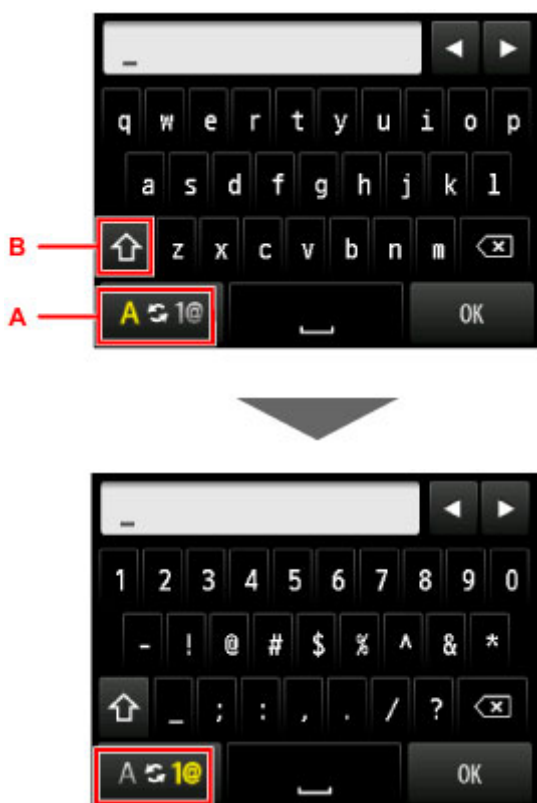 _
q w e r t y u i o p
a s d f g h j k l
B
z x c v b n m
A
A 1@
OK
_
1 2 3 4 5 6 7 8 9 0
- ! @ # $ % ^ & *
_ ; : , . / ?
A 1@
OK